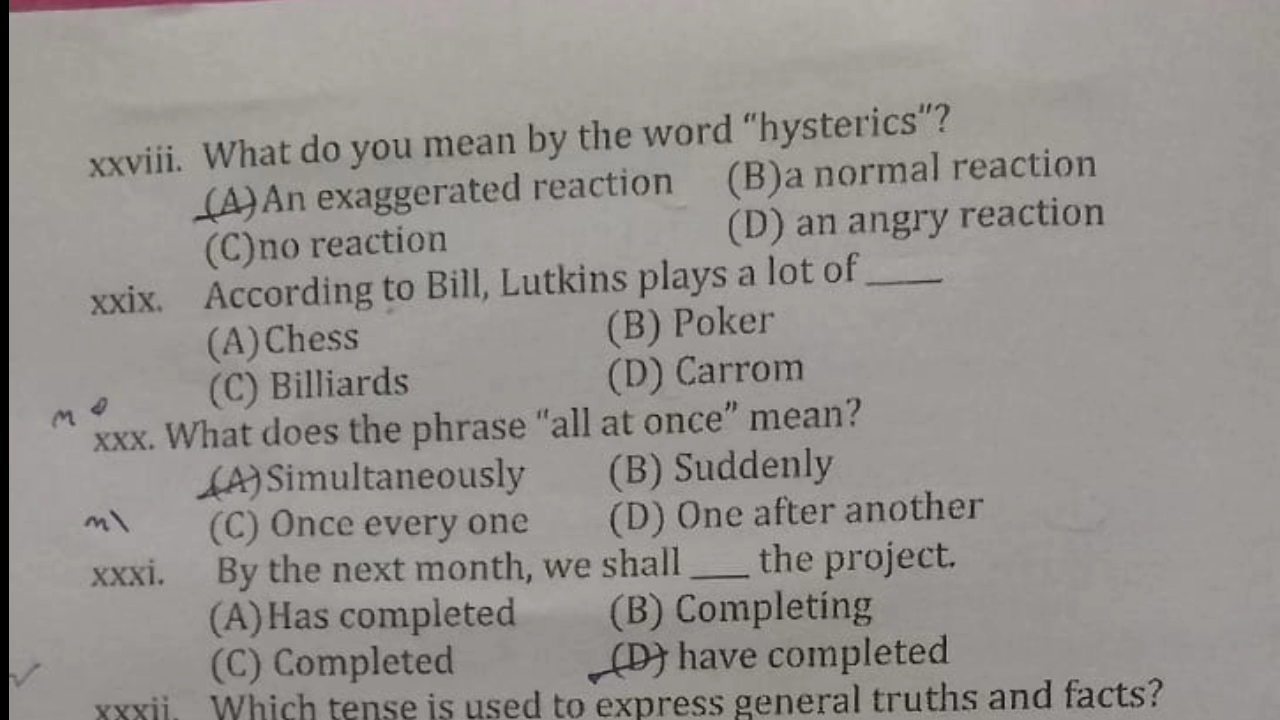 xxviii. What do you mean by the word "hysterics"?
(A)An exaggerated reaction (B)a normal reaction
(C)no reaction (D) an angry reaction
xxix. According to Bill, Lutkins plays a lot of ____
(A)Chess (B) Poker
(C) Billiards (D) Carrom
xxx. What does the phrase "all at once" mean?
(A)Simultaneously (B) Suddenly
(C) Once every one (D) One after another
xxxi. By the next month, we shall ___ the project.
(A)Has completed (B) Completing
(C) Completed (D) have completed
xxxii. Which tense is used to express general truths and facts?